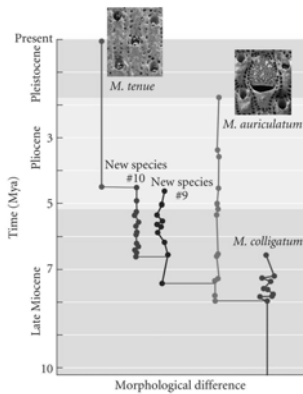 Present
Pleistocene
M. tenue
M. auriculatum
3
Pliocene
Time (Mya)
New species
#10
New species
#9
5
M. colligatum
7
Late Miocene
10
Morphological difference